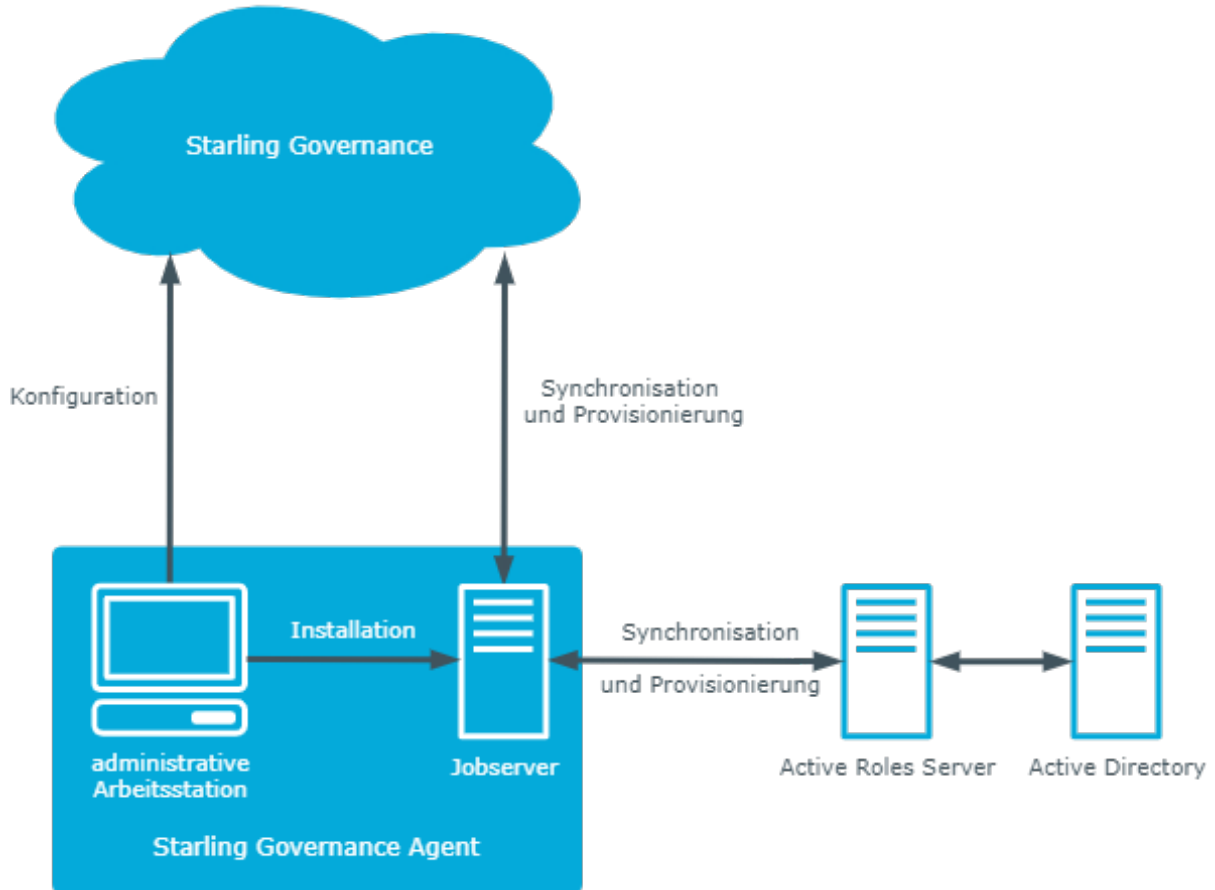 Starling Governance
Konfiguration
Synchronisation
und Provisionierung
Installation
Synchronisation
und Provisionierung
administrative
Arbeitsstation
Jobserver
Active Roles Server
Active Directory
Starling Governance Agent